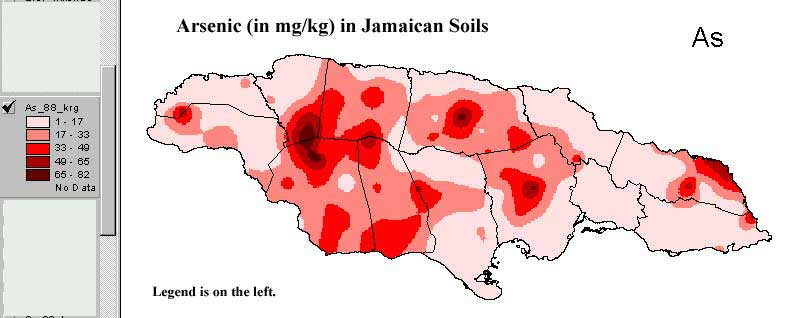 Arsenic (in mg/kg) in Jamaican Soils
As
As_88_krg
1 - 17
17 - 33
33 - 49
49 - 65
65 - 82
No Data
Legend is on the left.